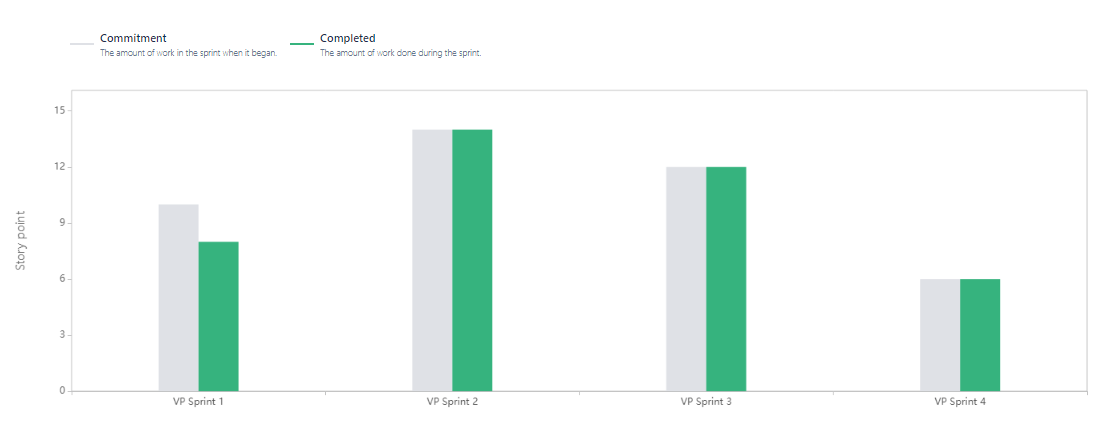 Commitment
The amount of work in the sprint when it began.
Completed
The amount of work done during the sprint.
Story point
15
12
9
6
3
0
VP Sprint 1
VP Sprint 2
VP Sprint 3
VP Sprint 4